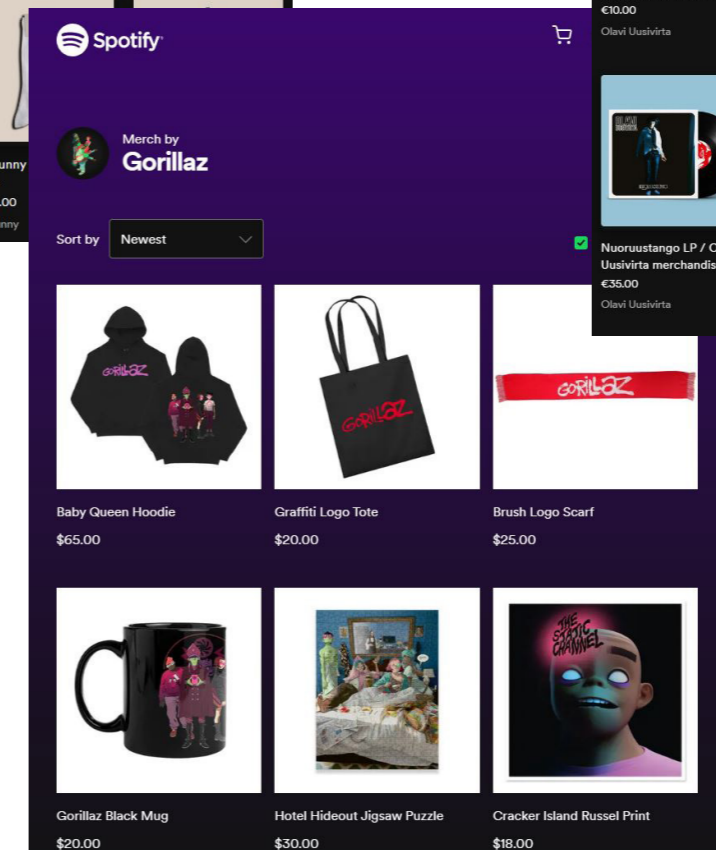 €10.00
Olavi Uusivirta
Spotify
Merch by
Gorillaz
unny
.00
nny
Sort by Newest
Nuoruustango LP / O
Uusivirta merchandis
€35.00
Olavi Uusivirta
GORILLAZ
GORILLAZ
GORILLAZ
Baby Queen Hoodie
Graffiti Logo Tote
Brush Logo Scarf
$65.00
$20.00
$25.00
THE
STATIC
CHANNEL
Gorillaz Black Mug
Hotel Hideout Jigsaw Puzzle
Cracker Island Russel Print
$20.00
$30.00
$18.00